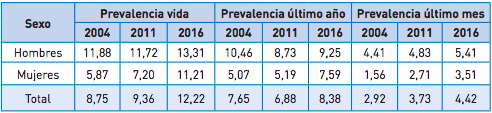 Sexo Prevalencia vida Prevalencia último año Prevalencia último mes
2004 2011 2016 2004 2011 2016 2004 2011 2016
Hombres 11,88 11,72 13,31 10,46 8,73 9,25 4,41 4,83 5,41
Mujeres 5,87 7,20 11,21 5,07 5,19 7,59 1,56 2,71 3,51
Total 8,75 9,36 12,22 7,65 6,88 8,38 2,92 3,73 4,42